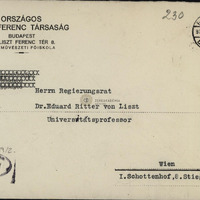 ORSZÁGOS
FERENC TÁRSASÁG
BUDAPEST
LISZT FERENC TÉR 8.
MŰVÉSZETI FŐISKOLA
230
Herrn Regierungsrat
Dr.Eduard Ritter von Liszt
Universitätsprofessor
Wien
I.Schottenhof,8.Stieg